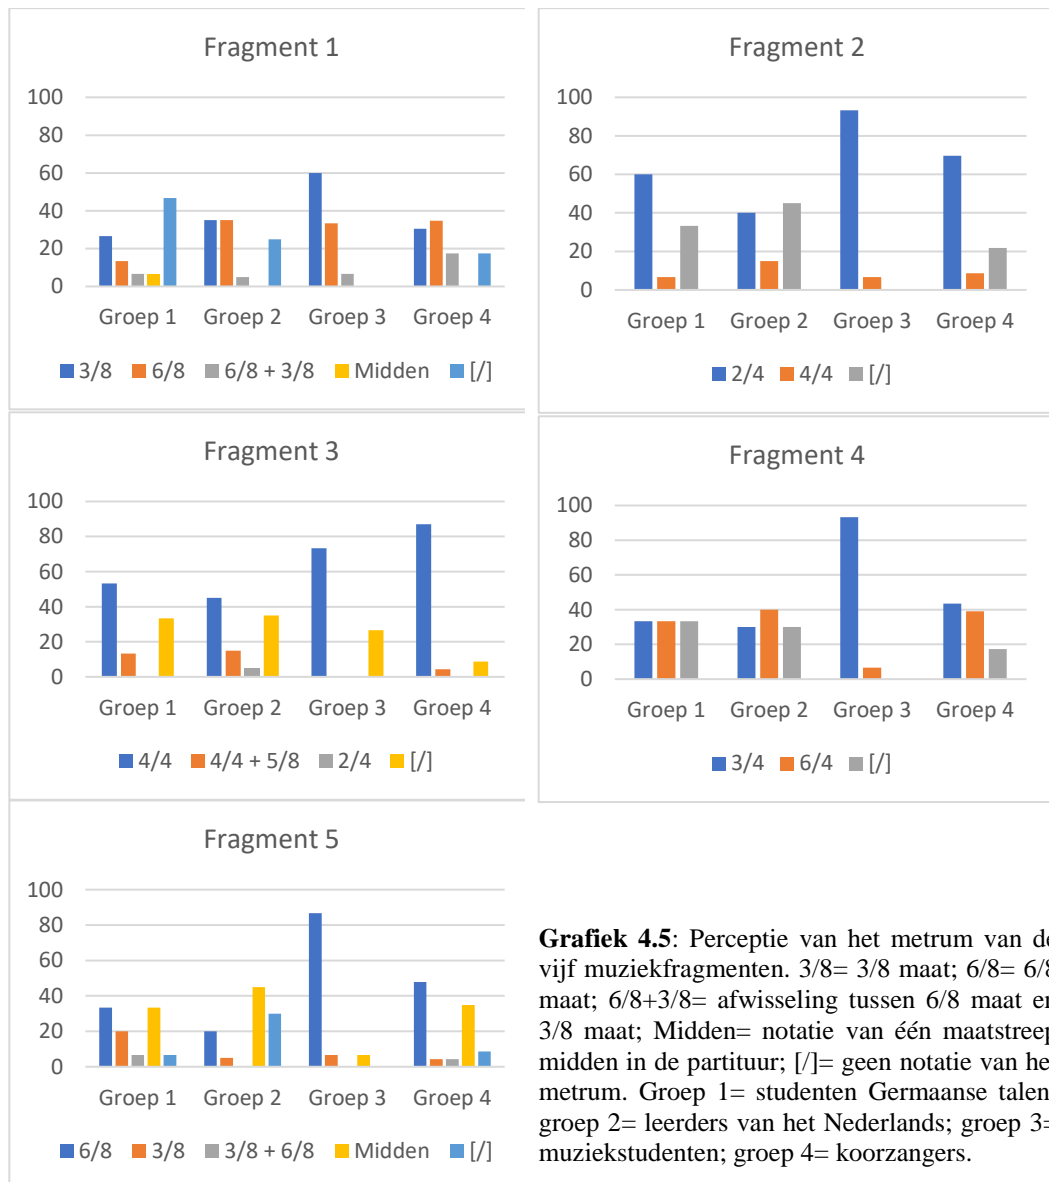 Fragment 1
100
80
60
40
20
0
Groep 1 Groep 2 Groep 3 Groep 4
3/8 6/8 6/8 + 3/8 Midden [/]
Fragment 2
100
80
60
40
20
0
Groep 1 Groep 2 Groep 3 Groep 4
2/4 4/4 [/]
Fragment 3
100
80
60
40
20
0
Groep 1 Groep 2 Groep 3 Groep 4
4/4 4/4 + 5/8 2/4 [/]
Fragment 4
100
80
60
40
20
0
Groep 1 Groep 2 Groep 3 Groep 4
3/4 6/4 [/]
Fragment 5
100
80
60
40
20
0
Groep 1 Groep 2 Groep 3 Groep 4
6/8 3/8 3/8 + 6/8 Midden [/]
Grafiek 4.5: Perceptie van het metrum van de
vijf muziekfragmenten. 3/8= 3/8 maat; 6/8= 6/8
maat; 6/8+3/8= afwisseling tussen 6/8 maat en
3/8 maat; Midden= notatie van één maatstreep
midden in de partituur; [/]= geen notatie van het
metrum. Groep 1= studenten Germaanse talen;
groep 2= leerders van het Nederlands; groep 3=
muziekstudenten; groep 4= koorzangers.